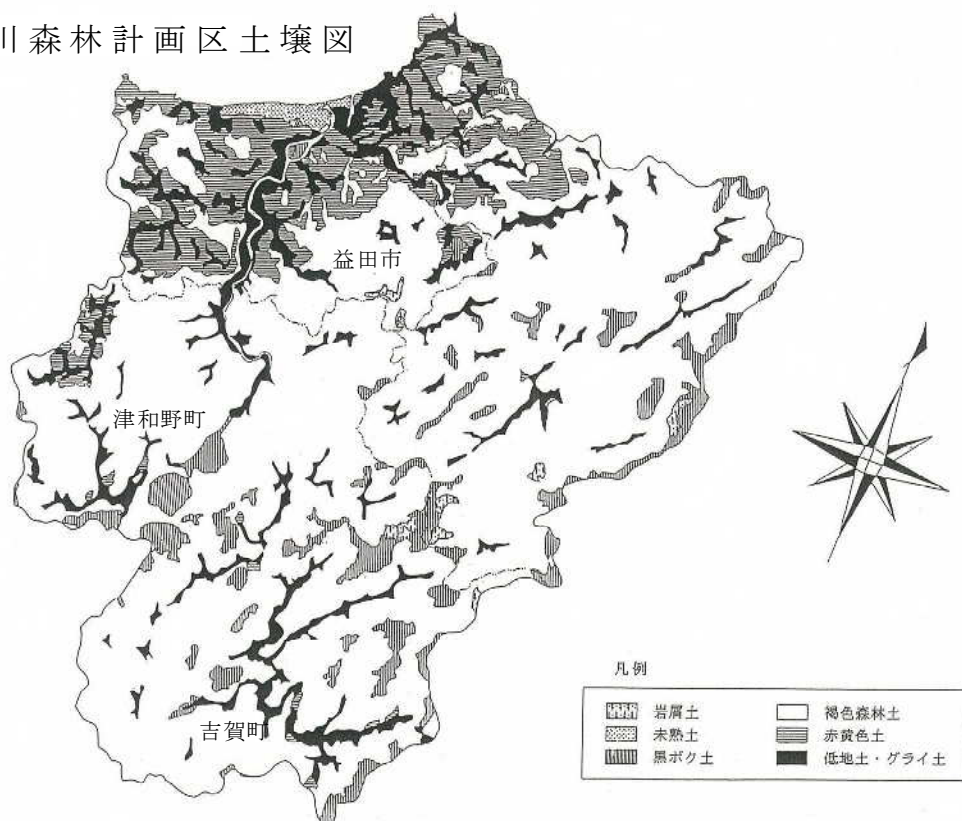 川森林計画区土壌図
益田市
津和野町
吉賀町
凡例
岩屑土
褐色森林土
未熟土
赤黄色土
黒ボク土
低地土・グライ土